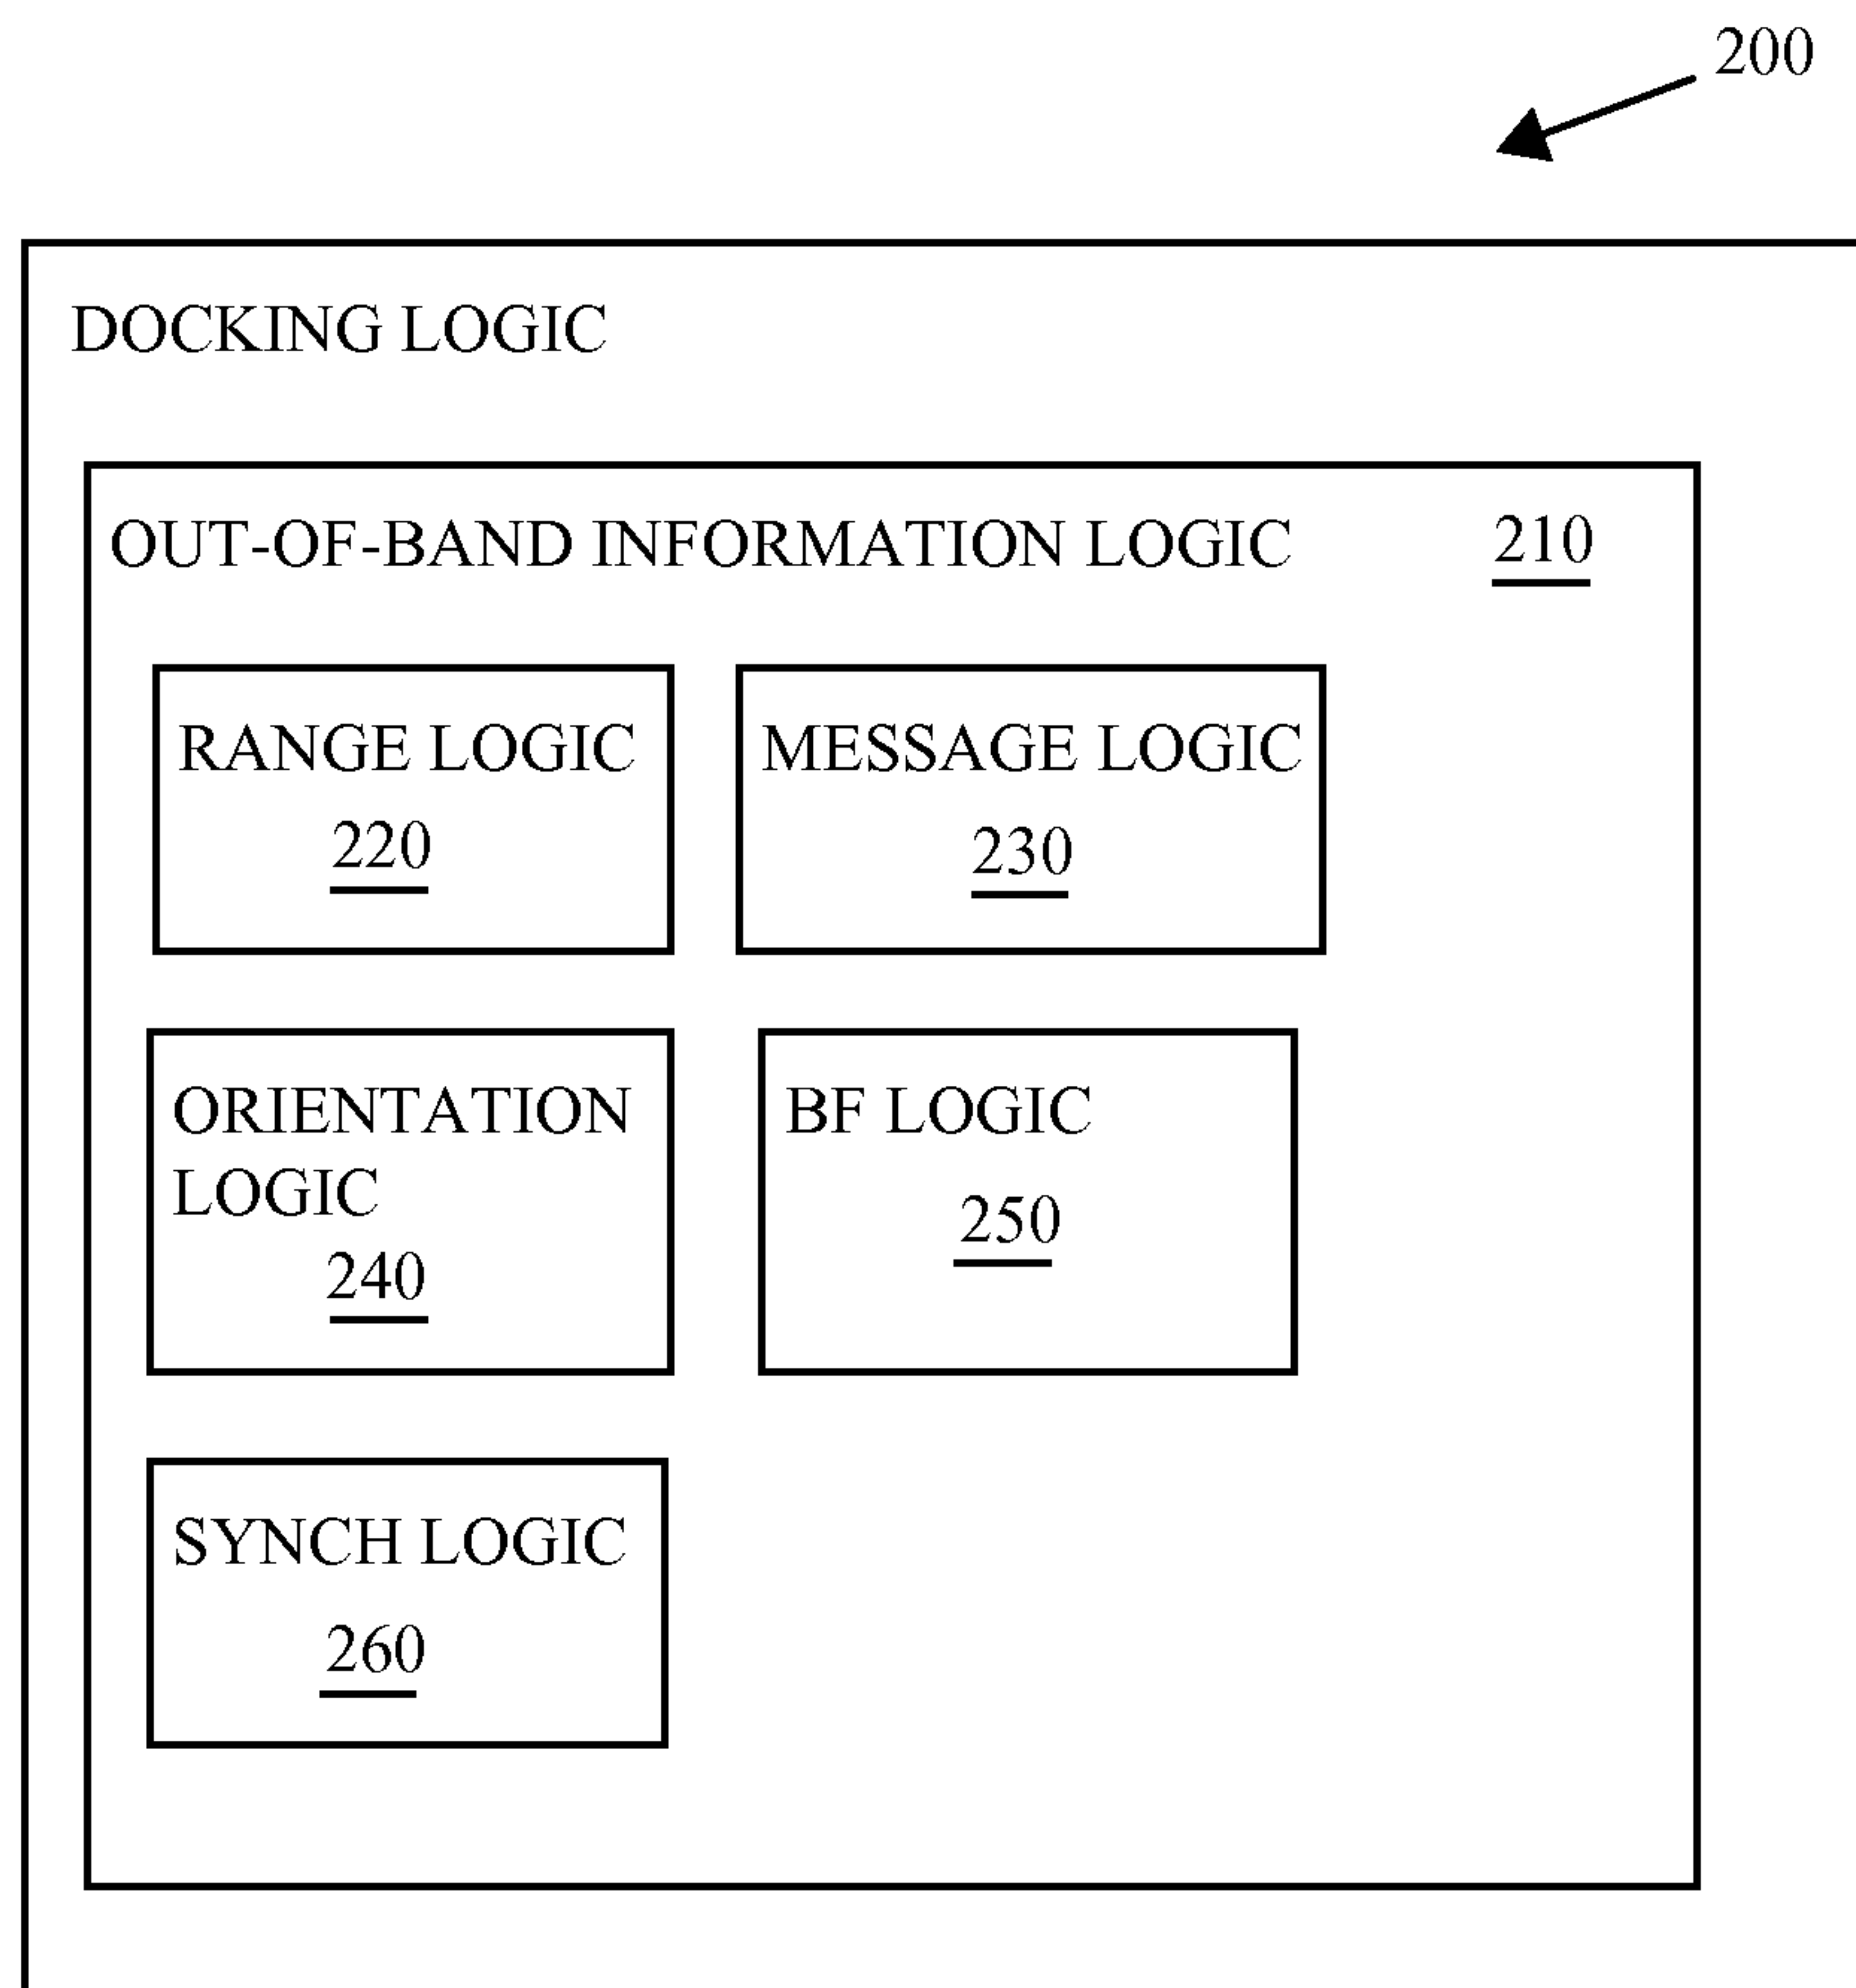 200
DOCKING LOGIC
OUT-OF-BAND INFORMATION LOGIC 210
RANGE LOGIC
220
MESSAGE LOGIC
230
ORIENTATION
LOGIC
240
BF LOGIC
250
SYNCH LOGIC
260